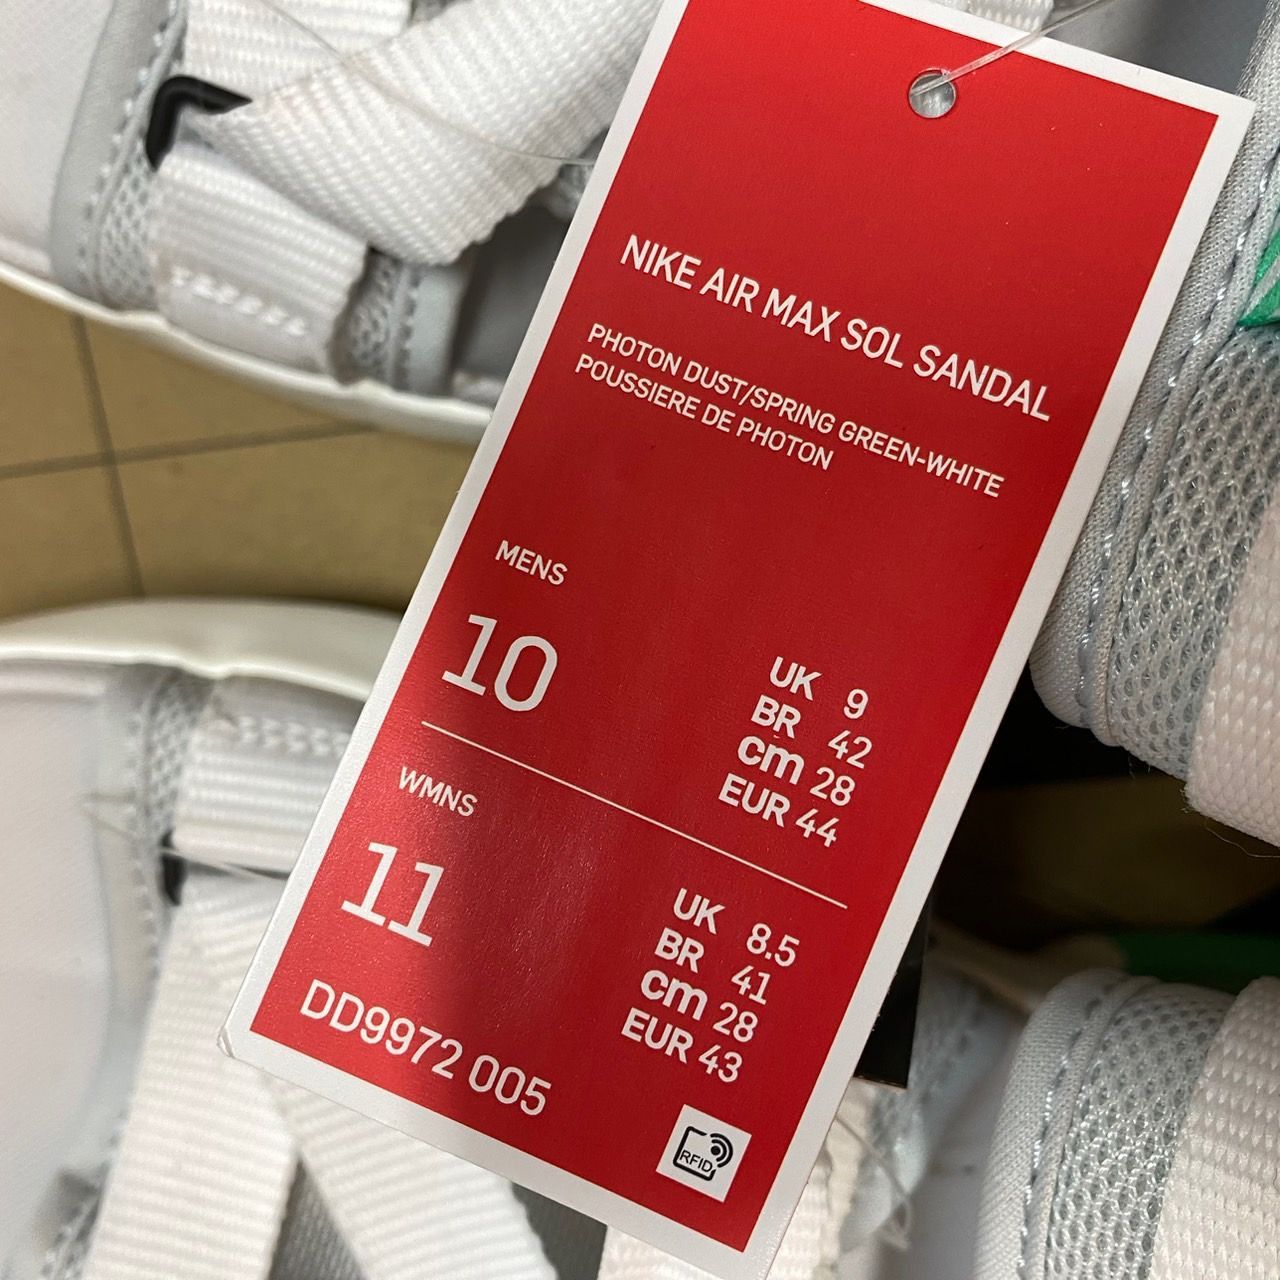 NIKE AIR MAX SOL SANDAL
PHOTON DUST/SPRING GREEN-WHITE
POUSSIERE DE PHOTON
MENS
10
UK 9
BR 42
cm 28
EUR 44
WMNS
11
UK 8.5
BR 41
cm 28
EUR 43
DD9972 005
RFID